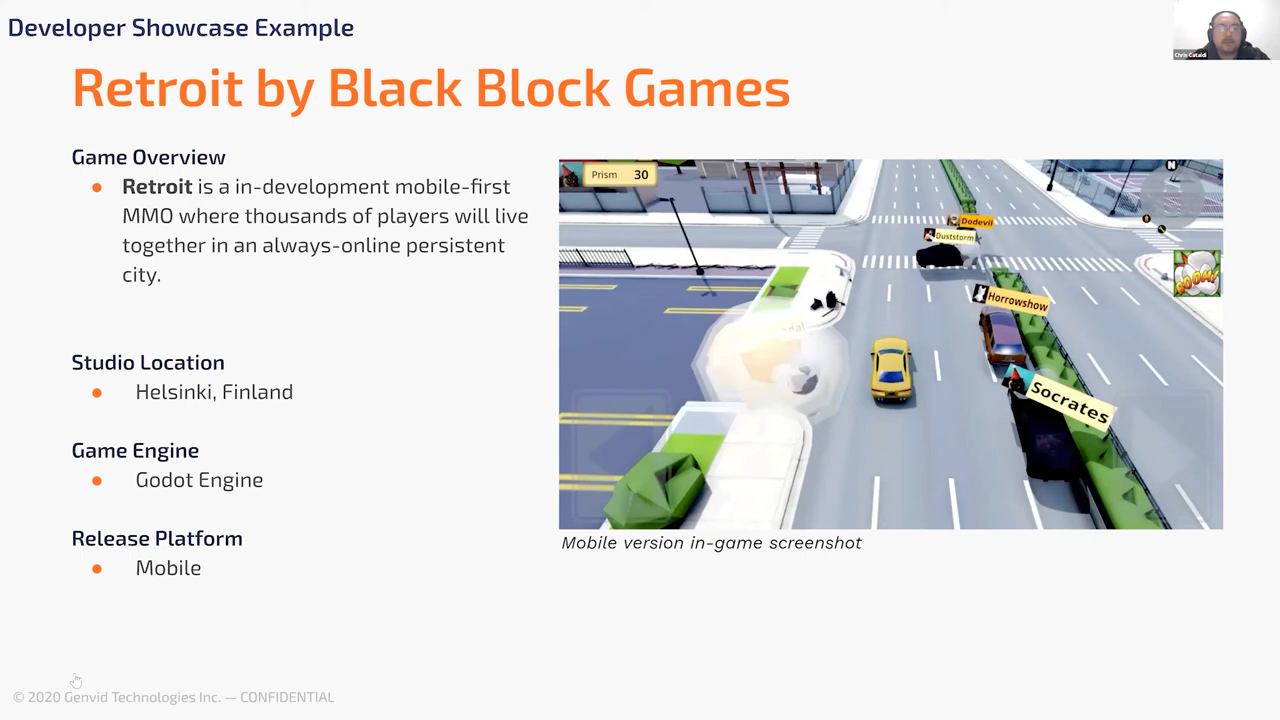 Developer Showcase Example
Chris Cataldi
Retroit by Black Block Games
Game Overview
Retroit is a in-development mobile-first
MMO where thousands of players will live
together in an always-online persistent
city.
Studio Location
Helsinki, Finland
Game Engine
Godot Engine
Release Platform
Mobile
Prism 30
N
Dodevil
Duststorm
BOOM!
Horrowshow
Socrates
Mobile version in-game screenshot
© 2020 Genvid Technologies Inc. — CONFIDENTIAL